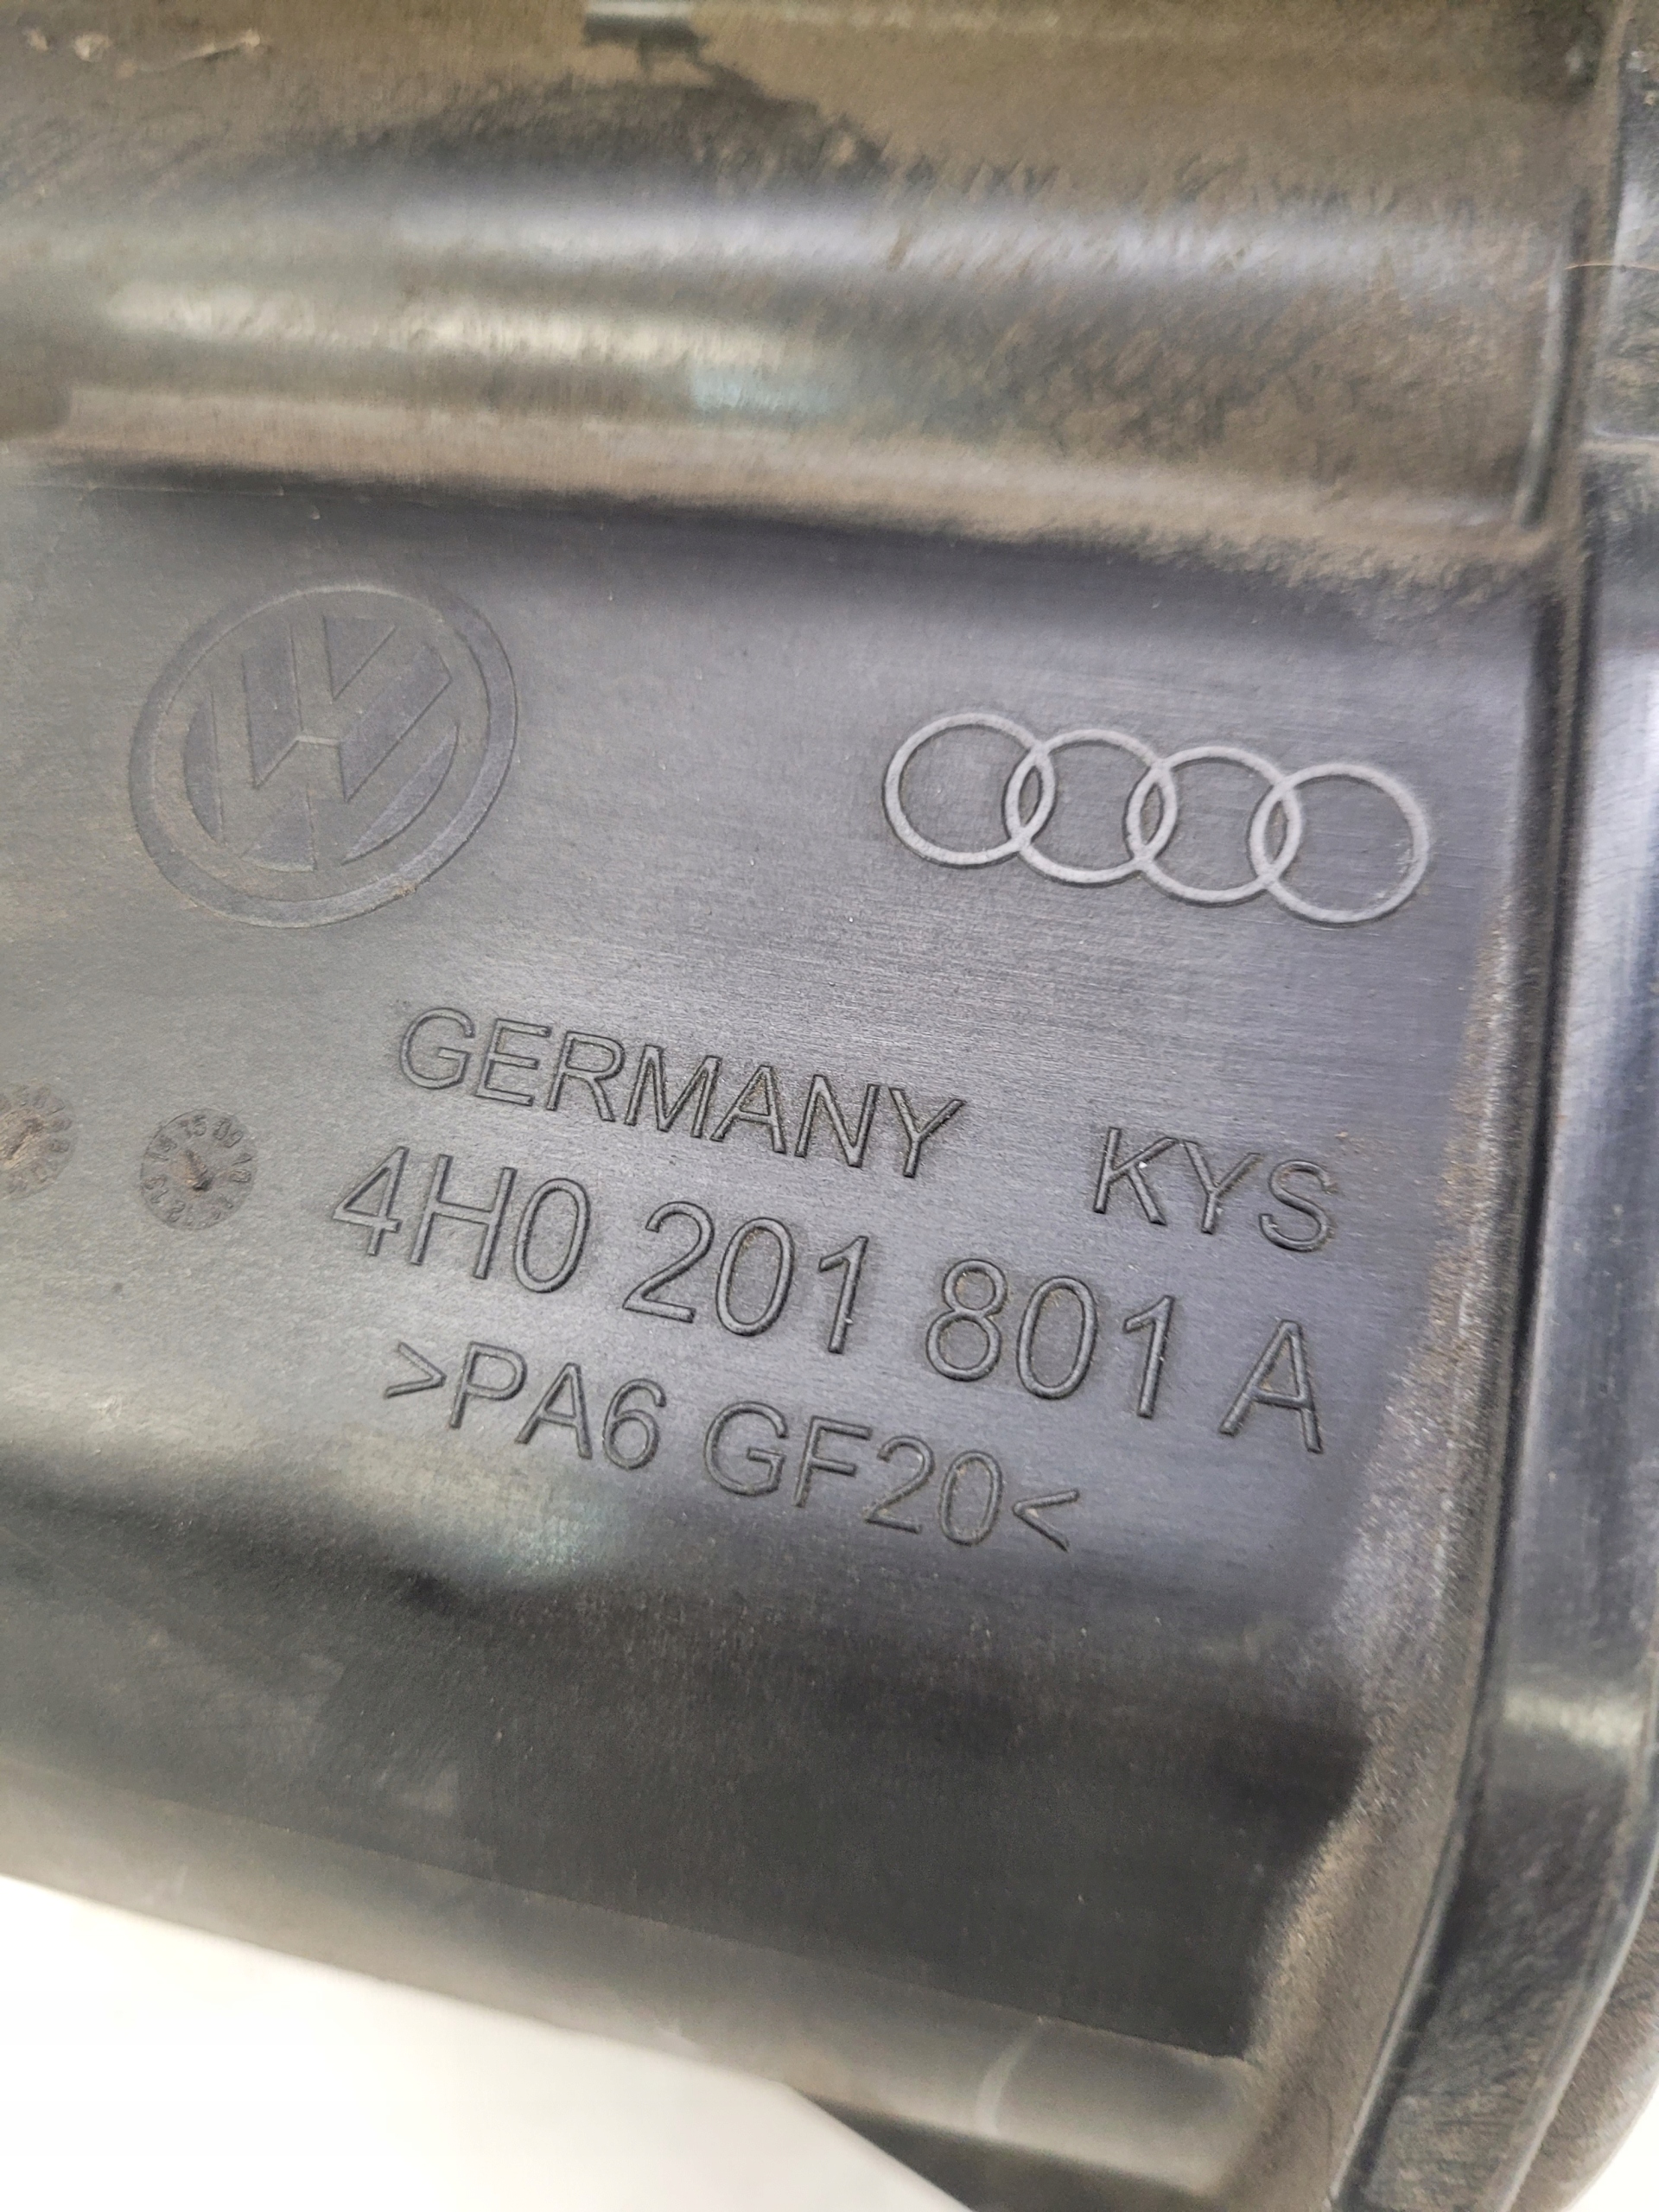 GERMANY KYS
4H0 201 801 A
>PA6 GF20<